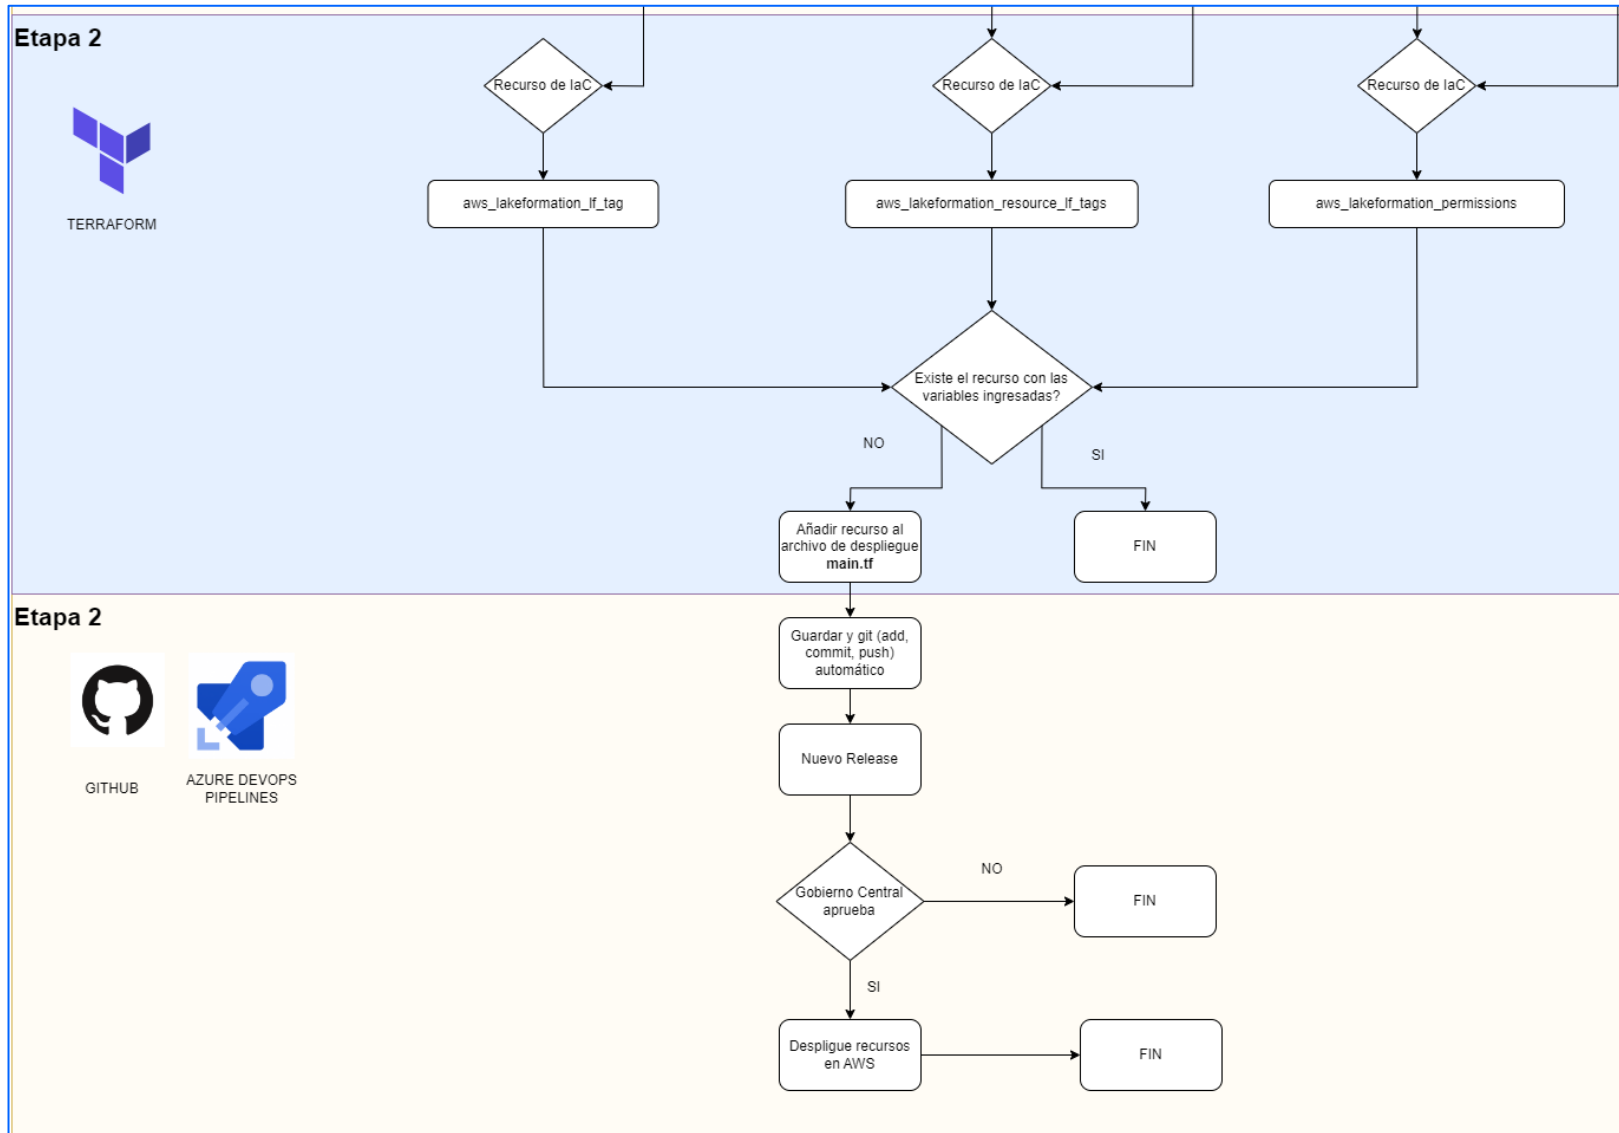 Etapa 2
Recurso de IaC
Recurso de IaC
Recurso de IaC
TERRAFORM
aws_lakeformation_lf_tag
aws_lakeformation_resource_lf_tags
aws_lakeformation_permissions
Existe el recurso con las
variables ingresadas?
NO
SI
Añadir recurso al
archivo de despliegue
main.tf
FIN
Etapa 2
GITHUB
AZURE DEVOPS
PIPELINES
Guardar y git (add,
commit, push)
automático
Nuevo Release
Gobierno Central
aprueba
NO
FIN
SI
Despligue recursos
en AWS
FIN